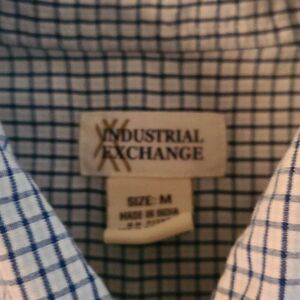 INDUSTRIAL
EXCHANGE
SIZE: M
MADE IN INDIA